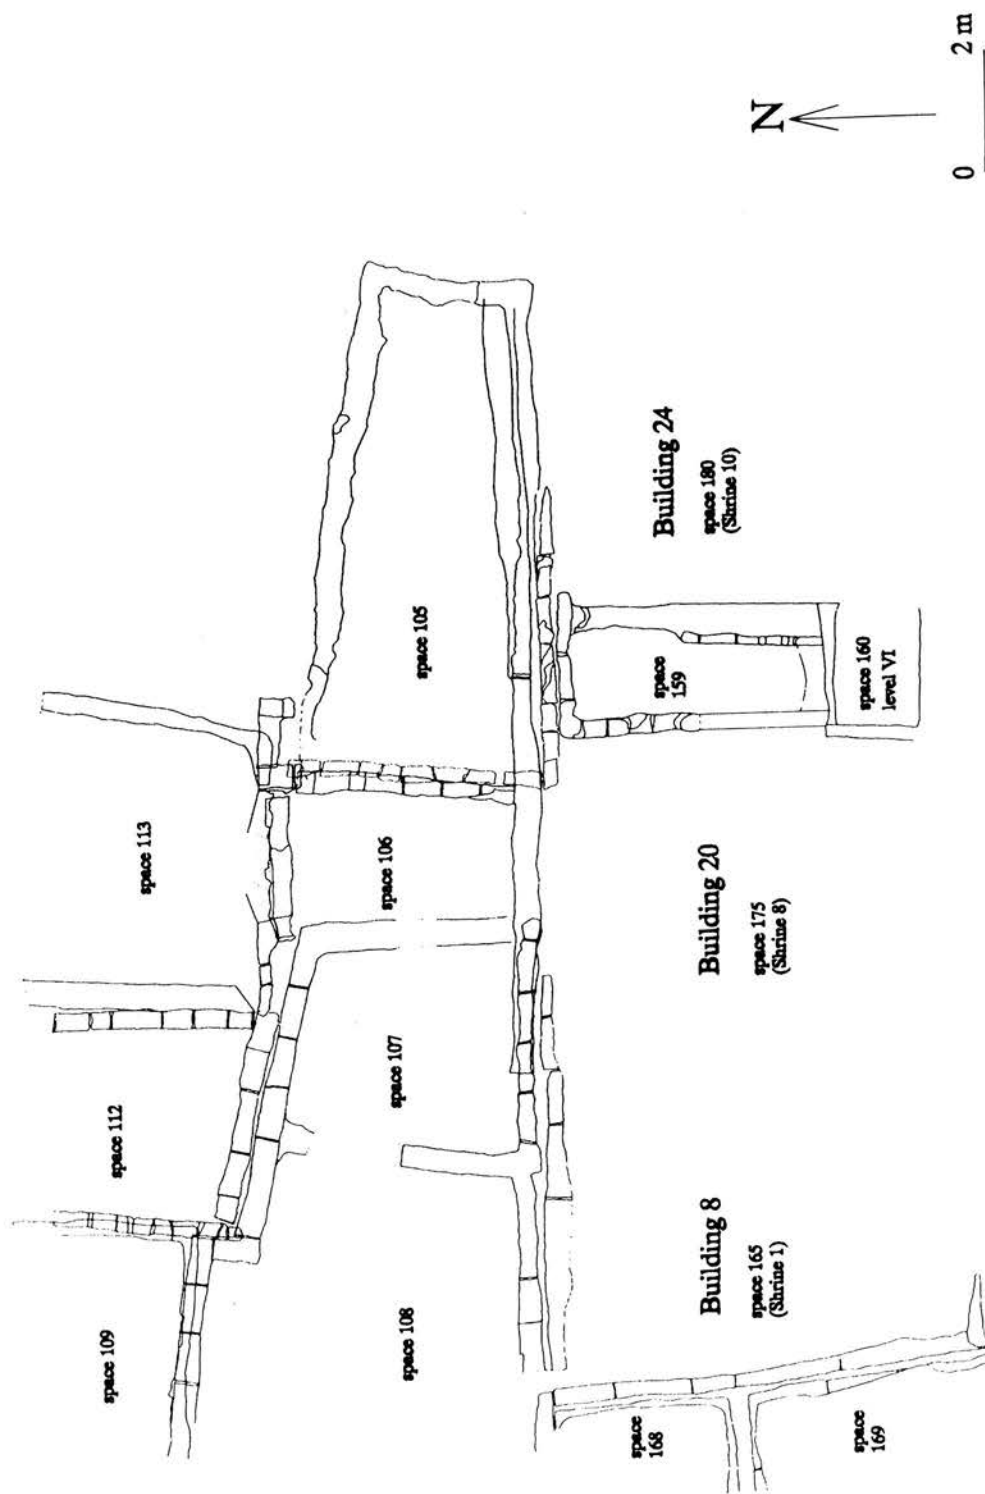 N
0 2 m
space 113
space 112
space 109
space 105
space 106
space 107
space 108
Building 24
space 180
(Shrine 10)
space
159
space 160
level VI
Building 20
space 175
(Shrine 8)
Building 8
space 165
(Shrine 1)
space
168
space
169